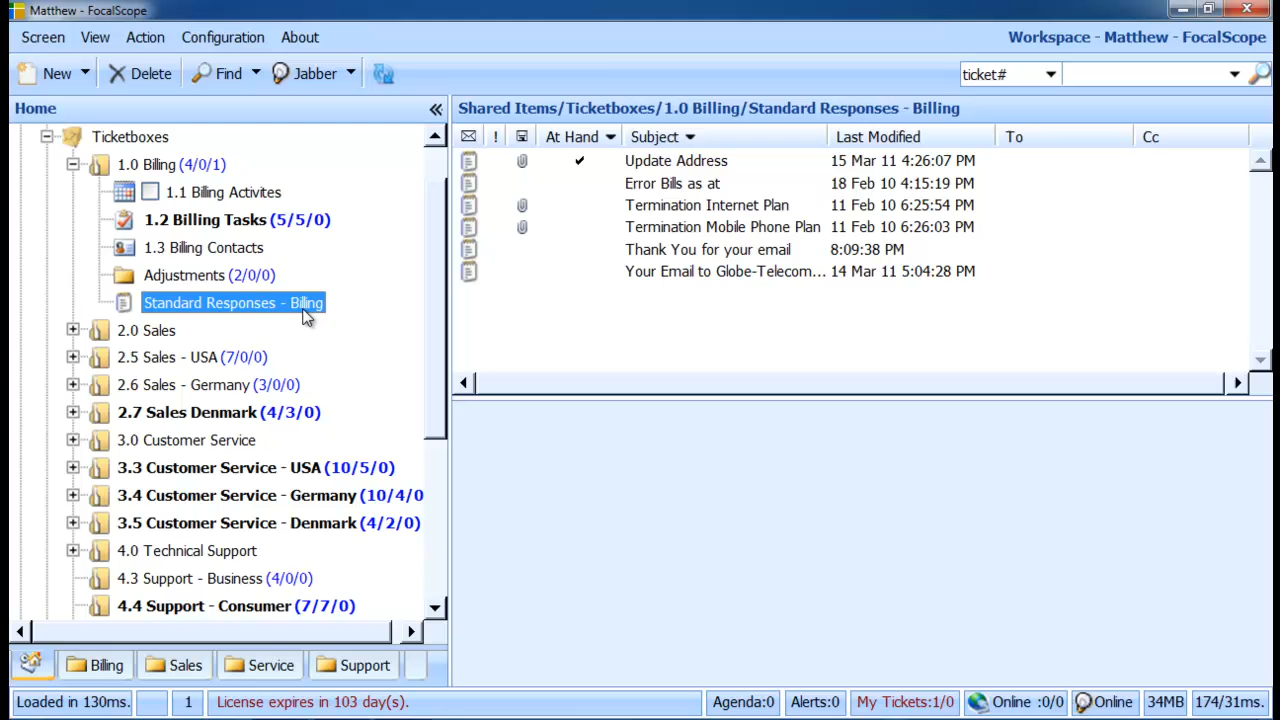 Matthew - FocalScope
Screen View Action Configuration About
Workspace - Matthew - FocalScope
New Delete Find Jabber
ticket#
Home
Shared Items/Ticketboxes/1.0 Billing/Standard Responses - Billing
! At Hand Subject Last Modified To Cc
Update Address 15 Mar 11 4:26:07 PM
Error Bills as at 18 Feb 10 4:15:19 PM
Termination Internet Plan 11 Feb 10 6:25:54 PM
Termination Mobile Phone Plan 11 Feb 10 6:26:03 PM
Thank You for your email 8:09:38 PM
Your Email to Globe-Telecom... 14 Mar 11 5:04:28 PM
Ticketboxes
1.0 Billing (4/0/1)
1.1 Billing Activites
1.2 Billing Tasks (5/5/0)
1.3 Billing Contacts
Adjustments (2/0/0)
Standard Responses - Billing
2.0 Sales
2.5 Sales - USA (7/0/0)
2.6 Sales - Germany (3/0/0)
2.7 Sales Denmark (4/3/0)
3.0 Customer Service
3.3 Customer Service - USA (10/5/0)
3.4 Customer Service - Germany (10/4/0
3.5 Customer Service - Denmark (4/2/0)
4.0 Technical Support
4.3 Support - Business (4/0/0)
4.4 Support - Consumer (7/7/0)
Billing Sales Service Support
Loaded in 130ms. 1 License expires in 103 day(s). Agenda:0 Alerts:0 My Tickets:1/0 Online :0/0 Online 34MB 174/31ms.